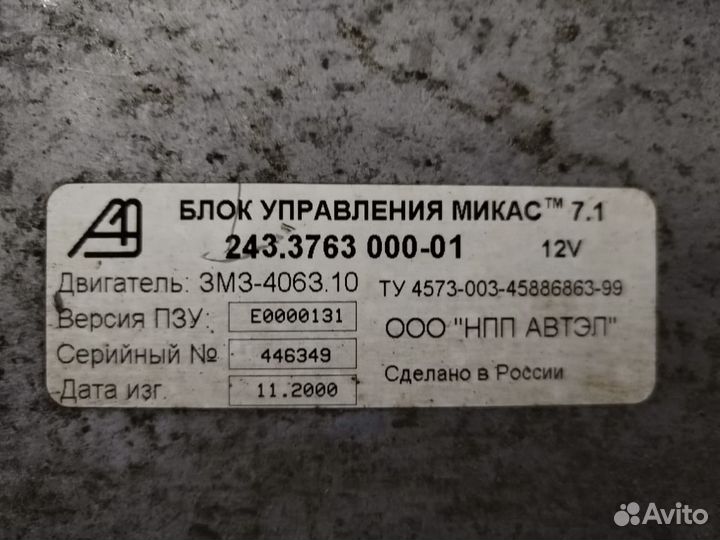 БЛОК УПРАВЛЕНИЯ МИКАС™ 7.1
243.3763 000-01 12V
Двигатель: ЗМЗ-4063.10 ТУ 4573-003-45886863-99
Версия ПЗУ: E0000131 ООО "НПП АВТЭЛ"
Серийный № 446349
Сделано в России
Дата изг. 11.2000
Avito